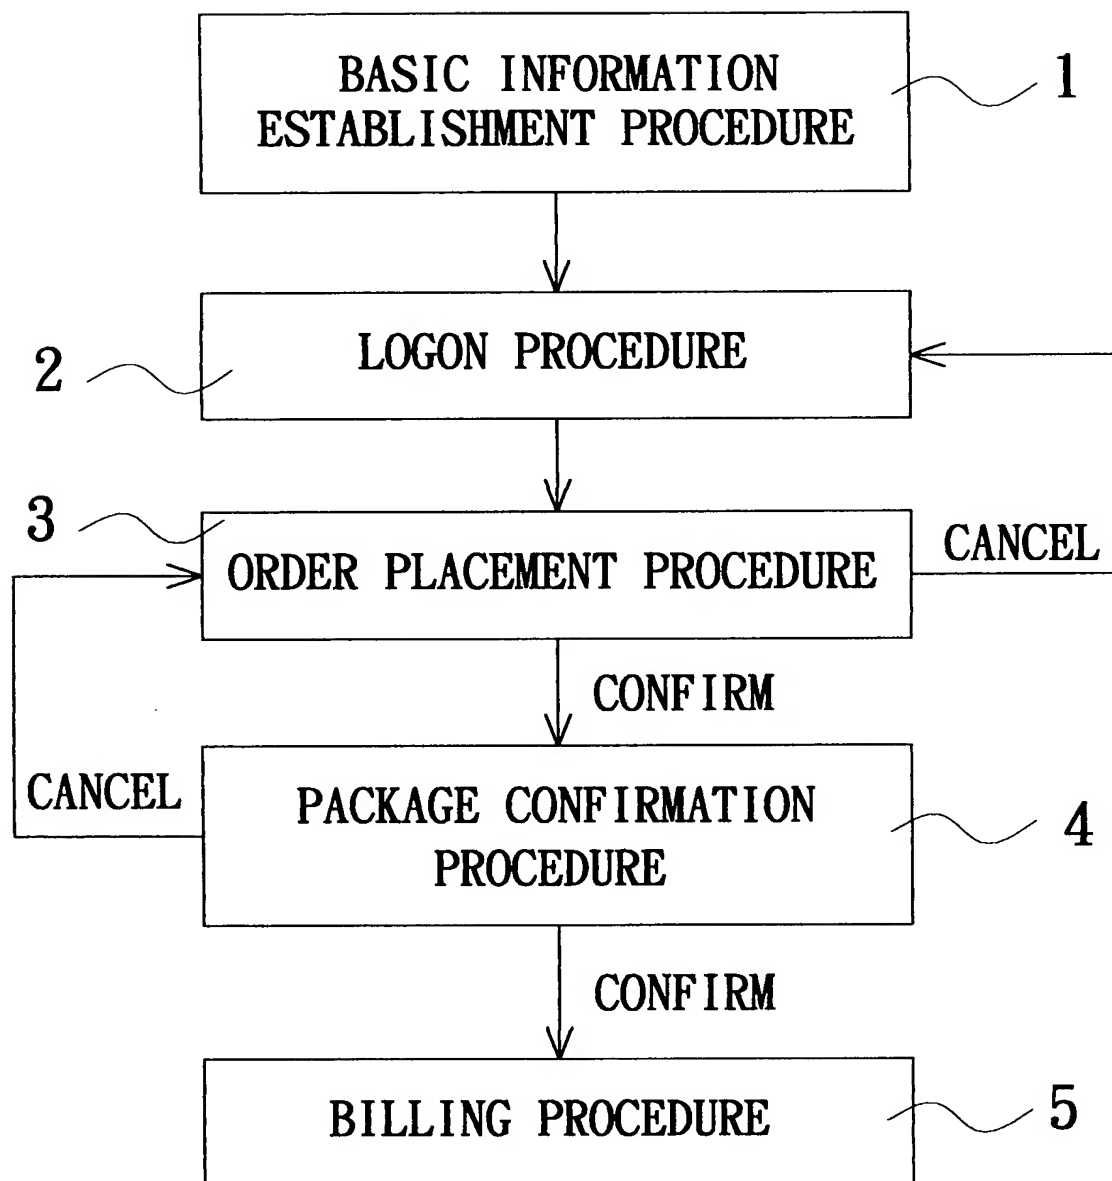 BASIC INFORMATION
ESTABLISHMENT PROCEDURE
1
LOGON PROCEDURE
2
3
ORDER PLACEMENT PROCEDURE
CANCEL
CONFIRM
CANCEL
PACKAGE CONFIRMATION
PROCEDURE
4
CONFIRM
BILLING PROCEDURE
5